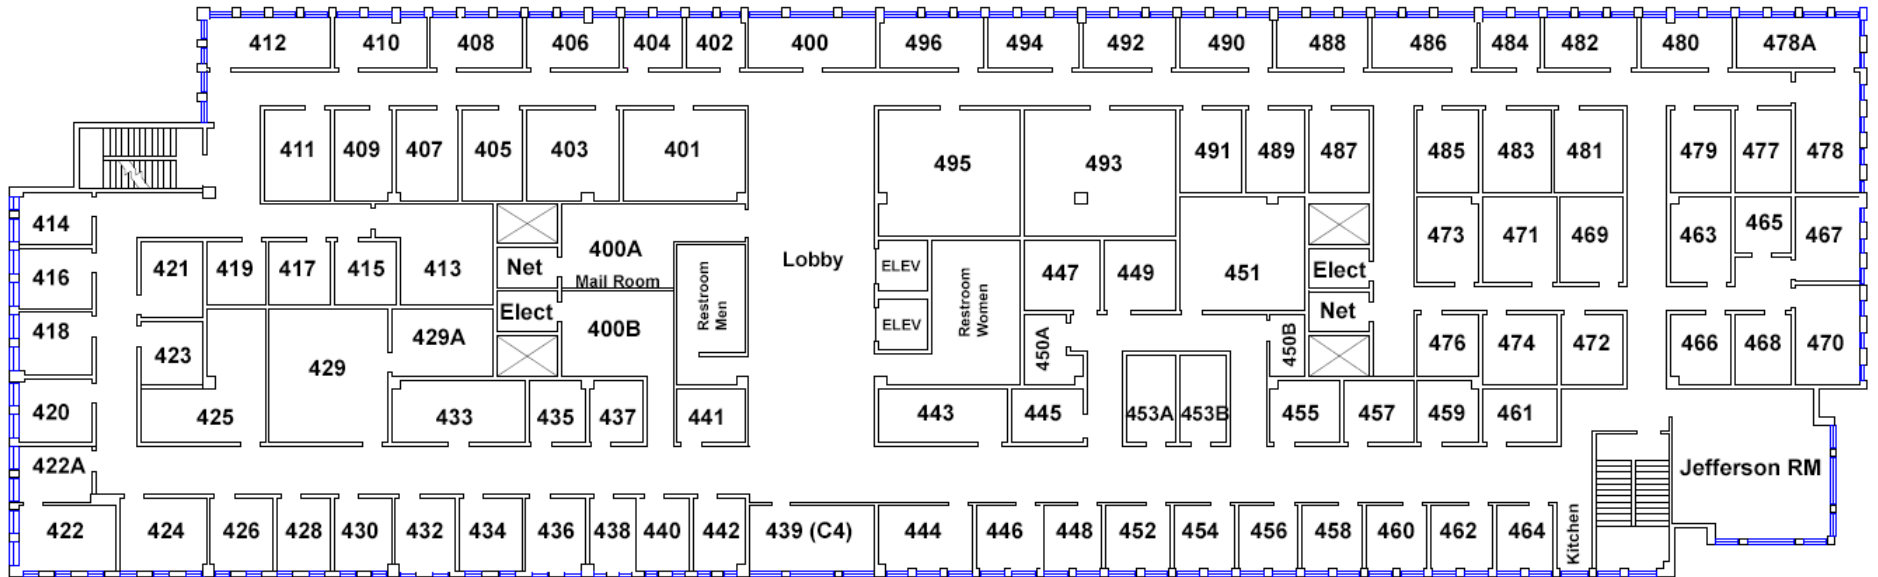 412 410 408 406 404 402 400 496 494 492 490 488 486 484 482 480 478A
411 409 407 405 403 401 495 493 491 489 487 485 483 481 479 477 478
414 400A Lobby 473 471 469 463 465 467
416 421 419 417 415 413 Net Mail Room Restroom Men ELEV Restroom Women 447 449 451 Elect
418 423 429 429A Elect 400B ELEV 450A 450B Net 476 474 472 466 468 470
420 425 433 435 437 441 443 445 453A 453B 455 457 459 461
422A Jefferson RM
422 424 426 428 430 432 434 436 438 440 442 439 (C4) 444 446 448 452 454 456 458 460 462 464 Kitchen